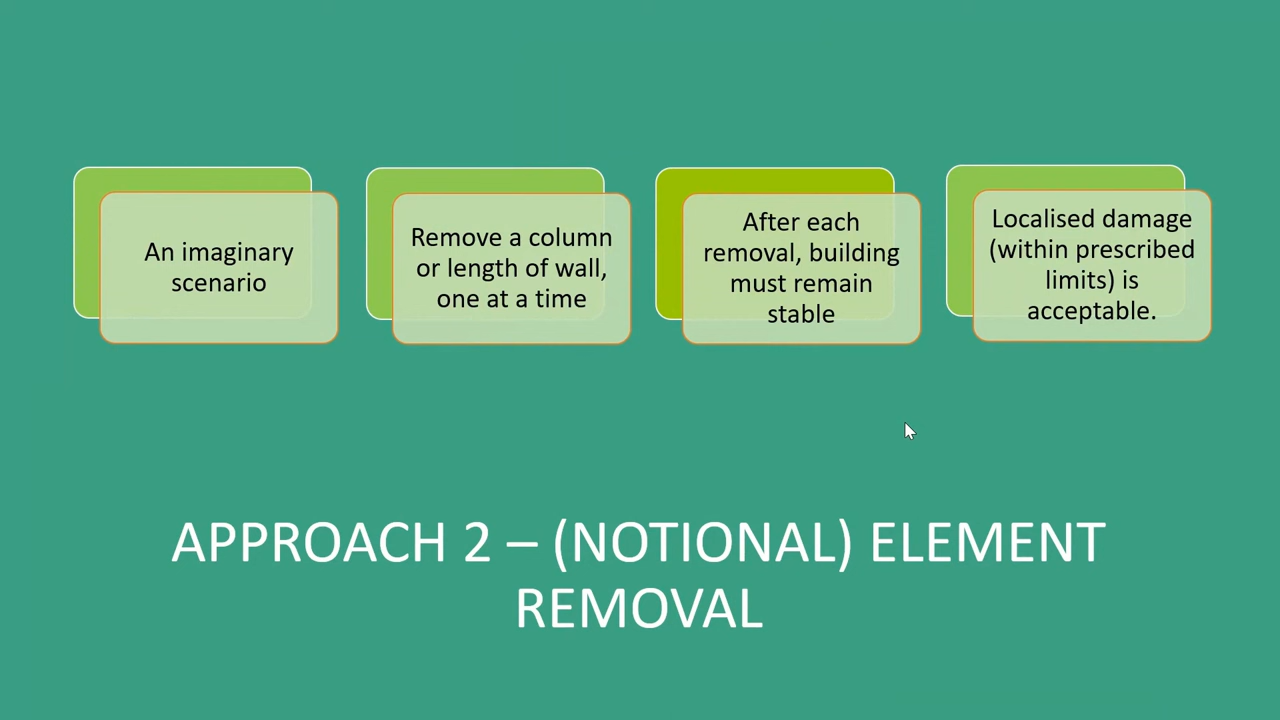 An imaginary
scenario
Remove a column
or length of wall,
one at a time
After each
removal, building
must remain
stable
Localised damage
(within prescribed
limits) is
acceptable.
APPROACH 2 – (NOTIONAL) ELEMENT
REMOVAL